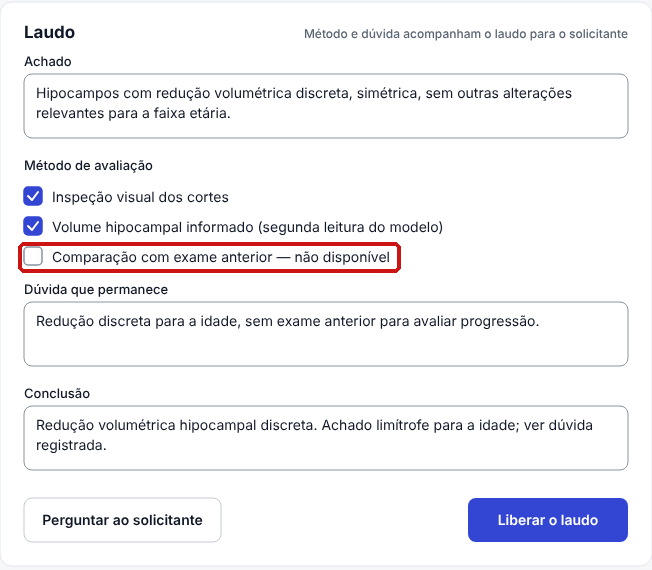 Laudo
Método e dúvida acompanham o laudo para o solicitante
Achado
Hipocampos com redução volumétrica discreta, simétrica, sem outras alterações
relevantes para a faixa etária.
Método de avaliação
Inspeção visual dos cortes
Volume hipocampal informado (segunda leitura do modelo)
Comparação com exame anterior — não disponível
Dúvida que permanece
Redução discreta para a idade, sem exame anterior para avaliar progressão.
Conclusão
Redução volumétrica hipocampal discreta. Achado limítrofe para a idade; ver dúvida
registrada.
Perguntar ao solicitante
Liberar o laudo